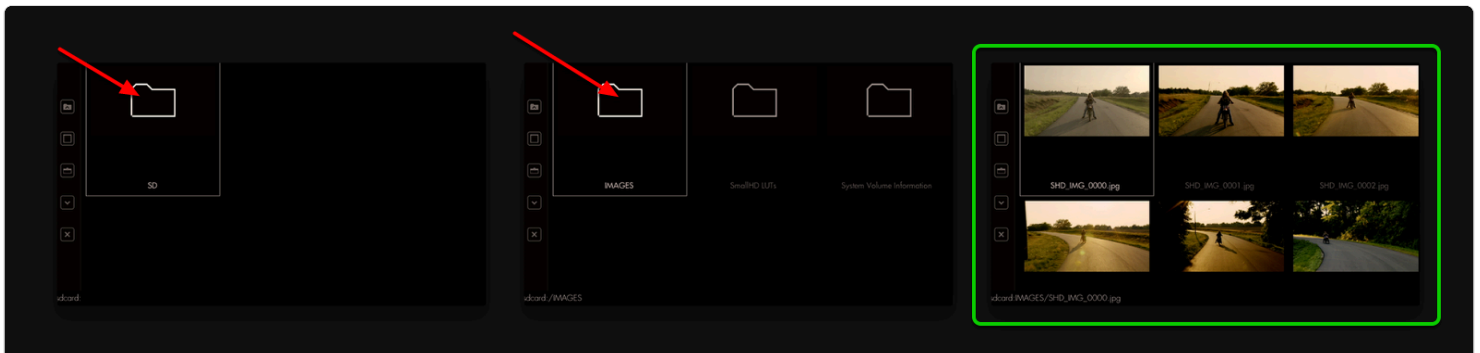 SD
dcard:
IMAGES
SmallHD LUTs
System Volume Information
dcard:/IMAGES
SHD_IMG_0000.jpg
SHD_IMG_0001.jpg
SHD_IMG_0002.jpg
dcard:IMAGES/SHD_IMG_0000.jpg